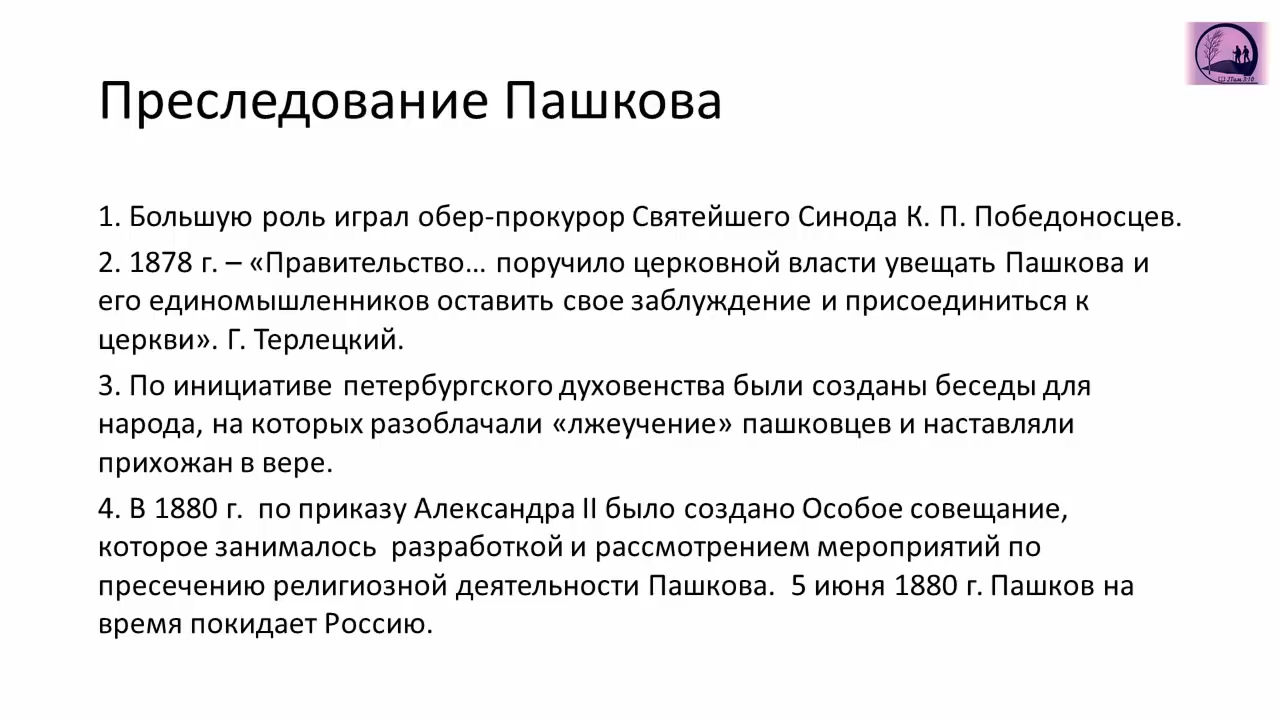 Преследование Пашкова
1. Большую роль играл обер-прокурор Святейшего Синода К. П. Победоносцев.
2. 1878 г. – «Правительство… поручило церковной власти увещать Пашкова и
его единомышленников оставить свое заблуждение и присоединиться к
церкви». Г. Терлецкий.
3. По инициативе петербургского духовенства были созданы беседы для
народа, на которых разоблачали «лжеучение» пашковцев и наставляли
прихожан в вере.
4. В 1880 г.  по приказу Александра II было создано Особое совещание,
которое занималось  разработкой и рассмотрением мероприятий по
пресечению религиозной деятельности Пашкова.  5 июня 1880 г. Пашков на
время покидает Россию.